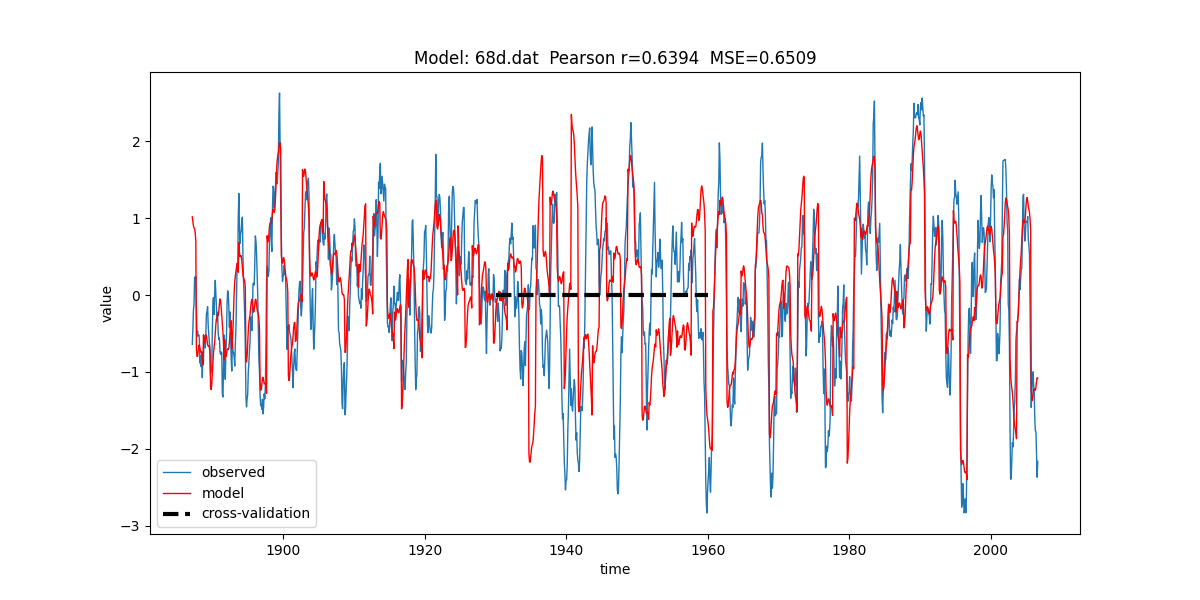 Model: 68d.dat  Pearson r=0.6394  MSE=0.6509
value
2
1
0
−1
−2
−3
observed
model
cross-validation
1900 1920 1940 1960 1980 2000
time